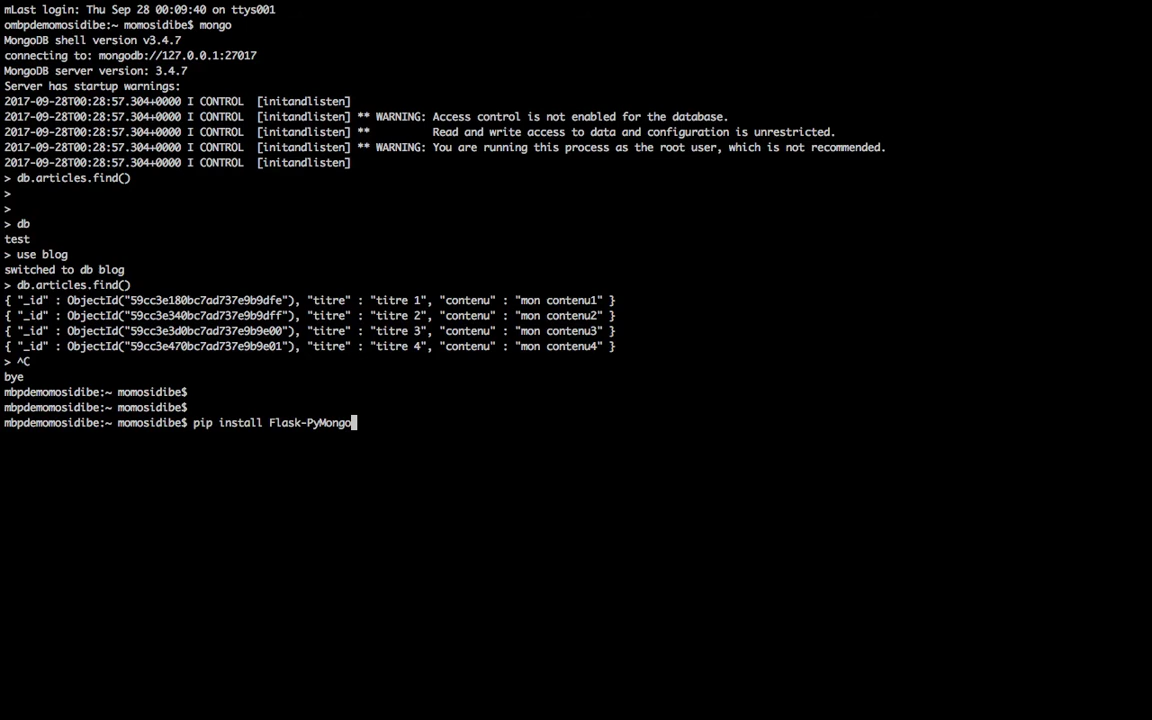 mLast login: Thu Sep 28 00:09:40 on ttys001
ombpdemomosidibe:~ momosidibe$ mongo
MongoDB shell version v3.4.7
connecting to: mongodb://127.0.0.1:27017
MongoDB server version: 3.4.7
Server has startup warnings:
2017-09-28T00:28:57.304+0000 I CONTROL  [initandlisten]
2017-09-28T00:28:57.304+0000 I CONTROL  [initandlisten] ** WARNING: Access control is not enabled for the database.
2017-09-28T00:28:57.304+0000 I CONTROL  [initandlisten] **          Read and write access to data and configuration is unrestricted.
2017-09-28T00:28:57.304+0000 I CONTROL  [initandlisten] ** WARNING: You are running this process as the root user, which is not recommended.
2017-09-28T00:28:57.304+0000 I CONTROL  [initandlisten]
> db.articles.find()
>
>
> db
test
> use blog
switched to db blog
> db.articles.find()
{ "_id" : ObjectId("59cc3e180bc7ad737e9b9dfe"), "titre" : "titre 1", "contenu" : "mon contenu1" }
{ "_id" : ObjectId("59cc3e340bc7ad737e9b9dff"), "titre" : "titre 2", "contenu" : "mon contenu2" }
{ "_id" : ObjectId("59cc3e3d0bc7ad737e9b9e00"), "titre" : "titre 3", "contenu" : "mon contenu3" }
{ "_id" : ObjectId("59cc3e470bc7ad737e9b9e01"), "titre" : "titre 4", "contenu" : "mon contenu4" }
> ^C
bye
mbpdemomosidibe:~ momosidibe$
mbpdemomosidibe:~ momosidibe$
mbpdemomosidibe:~ momosidibe$ pip install Flask-PyMongo